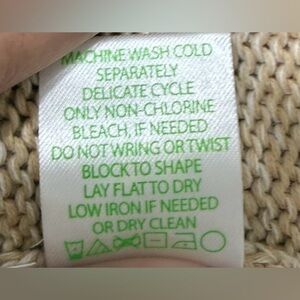 MACHINE WASH COLD
SEPARATELY
DELICATE CYCLE
ONLY NON-CHLORINE
BLEACH, IF NEEDED
DO NOT WRING OR TWIST
BLOCK TO SHAPE
LAY FLAT TO DRY
LOW IRON IF NEEDED
OR DRY CLEAN